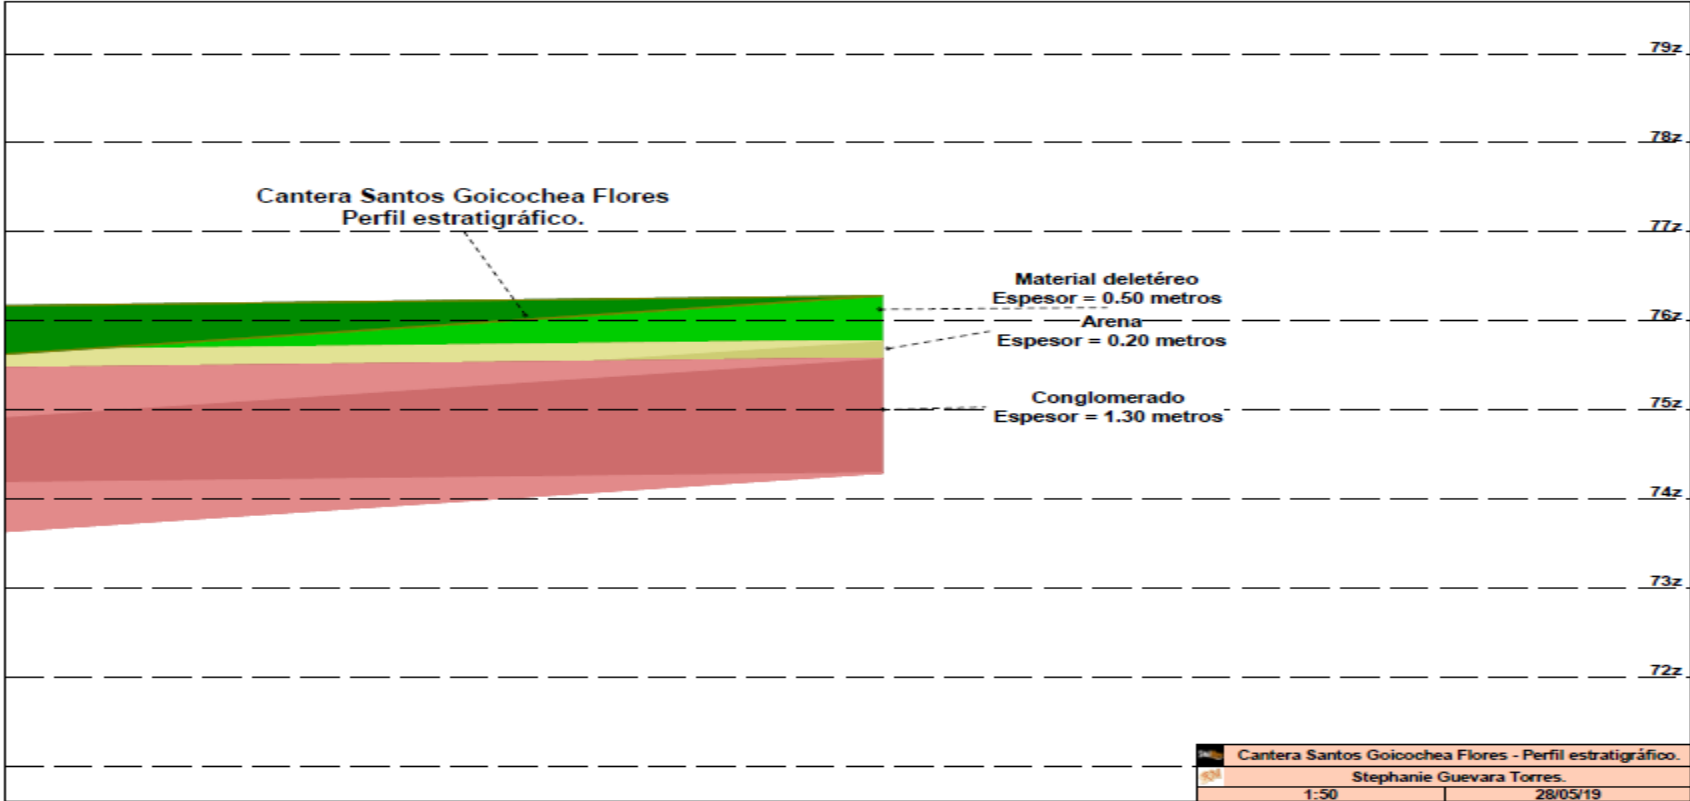 79z
78z
Cantera Santos Goicochea Flores
Perfil estratigráfico.
77z
Material deletéreo
Espesor = 0.50 metros
76z
Arena
Espesor = 0.20 metros
Conglomerado
Espesor = 1.30 metros
75z
74z
73z
72z
Cantera Santos Goicochea Flores - Perfil estratigráfico.
Stephanie Guevara Torres.
1:50
28/05/19